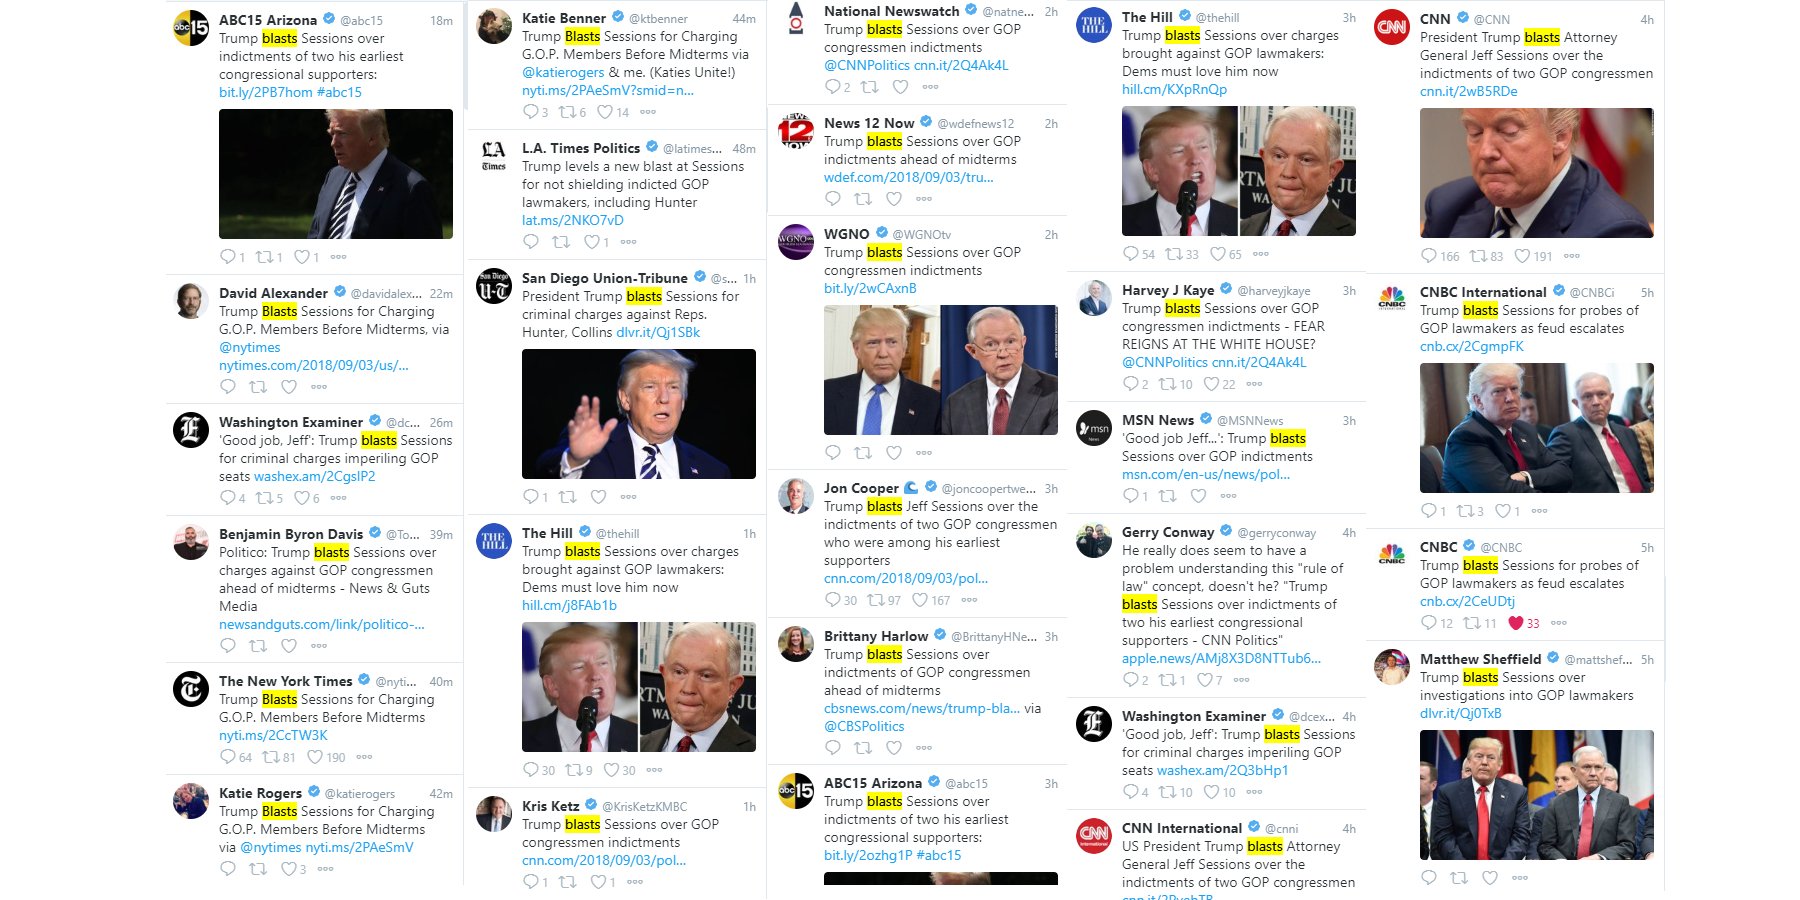 ABC15 Arizona @abc15 18m
Trump blasts Sessions over
indictments of two his earliest
congressional supporters:
bit.ly/2PB7hom #abc15
1 1 1
David Alexander @davidalex... 22m
Trump Blasts Sessions for Charging
G.O.P. Members Before Midterms, via
@nytimes
nytimes.com/2018/09/03/us/...
Washington Examiner @dc... 26m
'Good job, Jeff': Trump blasts Sessions
for criminal charges imperiling GOP
seats washex.am/2CgslP2
4 5 6
Benjamin Byron Davis @To... 39m
Politico: Trump blasts Sessions over
charges against GOP congressmen
ahead of midterms - News & Guts
Media
newsandguts.com/link/politico-...
The New York Times @nyti... 40m
Trump Blasts Sessions for Charging
G.O.P. Members Before Midterms
nyti.ms/2CcTW3K
64 81 190
Katie Rogers @katierogers 42m
Trump Blasts Sessions for Charging
G.O.P. Members Before Midterms
via @nytimes nyti.ms/2PAeSmV
3
Katie Benner @ktbenner 44m
Trump Blasts Sessions for Charging
G.O.P. Members Before Midterms via
@katierogers & me. (Katies Unite!)
nyti.ms/2PAeSmV?smid=n...
3 6 14
L.A. Times Politics @latimes... 48m
Trump levels a new blast at Sessions
for not shielding indicted GOP
lawmakers, including Hunter
lat.ms/2NKO7vD
1
San Diego Union-Tribune @s... 1h
President Trump blasts Sessions for
criminal charges against Reps.
Hunter, Collins dlvr.it/Qj1SBk
1
The Hill @thehill 1h
Trump blasts Sessions over charges
brought against GOP lawmakers:
Dems must love him now
hill.cm/j8FAb1b
30 9 30
Kris Ketz @KrisKetzKMBC 1h
Trump blasts Sessions over GOP
congressmen indictments
cnn.com/2018/09/03/pol...
1 1
National Newswatch @natne... 2h
Trump blasts Sessions over GOP
congressmen indictments
@CNNPolitics cnn.it/2Q4Ak4L
2
News 12 Now @wdefnews12 2h
Trump blasts Sessions over GOP
indictments ahead of midterms
wdef.com/2018/09/03/tru...
WGNO @WGNOtv 2h
Trump blasts Sessions over GOP
congressmen indictments
bit.ly/2wCAxnB
Jon Cooper @joncoopertwe... 3h
Trump blasts Jeff Sessions over the
indictments of two GOP congressmen
who were among his earliest
supporters
cnn.com/2018/09/03/pol...
30 97 167
Brittany Harlow @BrittanyHNe... 3h
Trump blasts Sessions over
indictments of GOP congressmen
ahead of midterms
cbsnews.com/news/trump-bla... via
@CBSPolitics
ABC15 Arizona @abc15 3h
Trump blasts Sessions over
indictments of two his earliest
congressional supporters:
bit.ly/2ozhg1P #abc15
The Hill @thehill 3h
Trump blasts Sessions over charges
brought against GOP lawmakers:
Dems must love him now
hill.cm/KXpRnQp
54 33 65
Harvey J Kaye @harveyjkaye 3h
Trump blasts Sessions over GOP
congressmen indictments - FEAR
REIGNS AT THE WHITE HOUSE?
@CNNPolitics cnn.it/2Q4Ak4L
2 10 22
MSN News @MSNNews 3h
'Good job Jeff...': Trump blasts
Sessions over GOP indictments
msn.com/en-us/news/pol...
1
Gerry Conway @gerryconway 4h
He really does seem to have a
problem understanding this "rule of
law" concept, doesn't he? "Trump
blasts Sessions over indictments of
two his earliest congressional
supporters - CNN Politics"
apple.news/AMj8X3D8NTTub6...
2 1 7
Washington Examiner @dcex... 4h
'Good job, Jeff': Trump blasts Sessions
for criminal charges imperiling GOP
seats washex.am/2Q3bHp1
4 10 10
CNN International @cnni 4h
US President Trump blasts Attorney
General Jeff Sessions over the
indictments of two GOP congressmen
CNN @CNN 4h
President Trump blasts Attorney
General Jeff Sessions over the
indictments of two GOP congressmen
cnn.it/2wB5RDe
166 83 191
CNBC International @CNBCi 5h
Trump blasts Sessions for probes of
GOP lawmakers as feud escalates
cnb.cx/2CgmpFK
1 3 1
CNBC @CNBC 5h
Trump blasts Sessions for probes of
GOP lawmakers as feud escalates
cnb.cx/2CeUDtj
12 11 33
Matthew Sheffield @mattshef... 5h
Trump blasts Sessions over
investigations into GOP lawmakers
dlvr.it/Qj0TxB